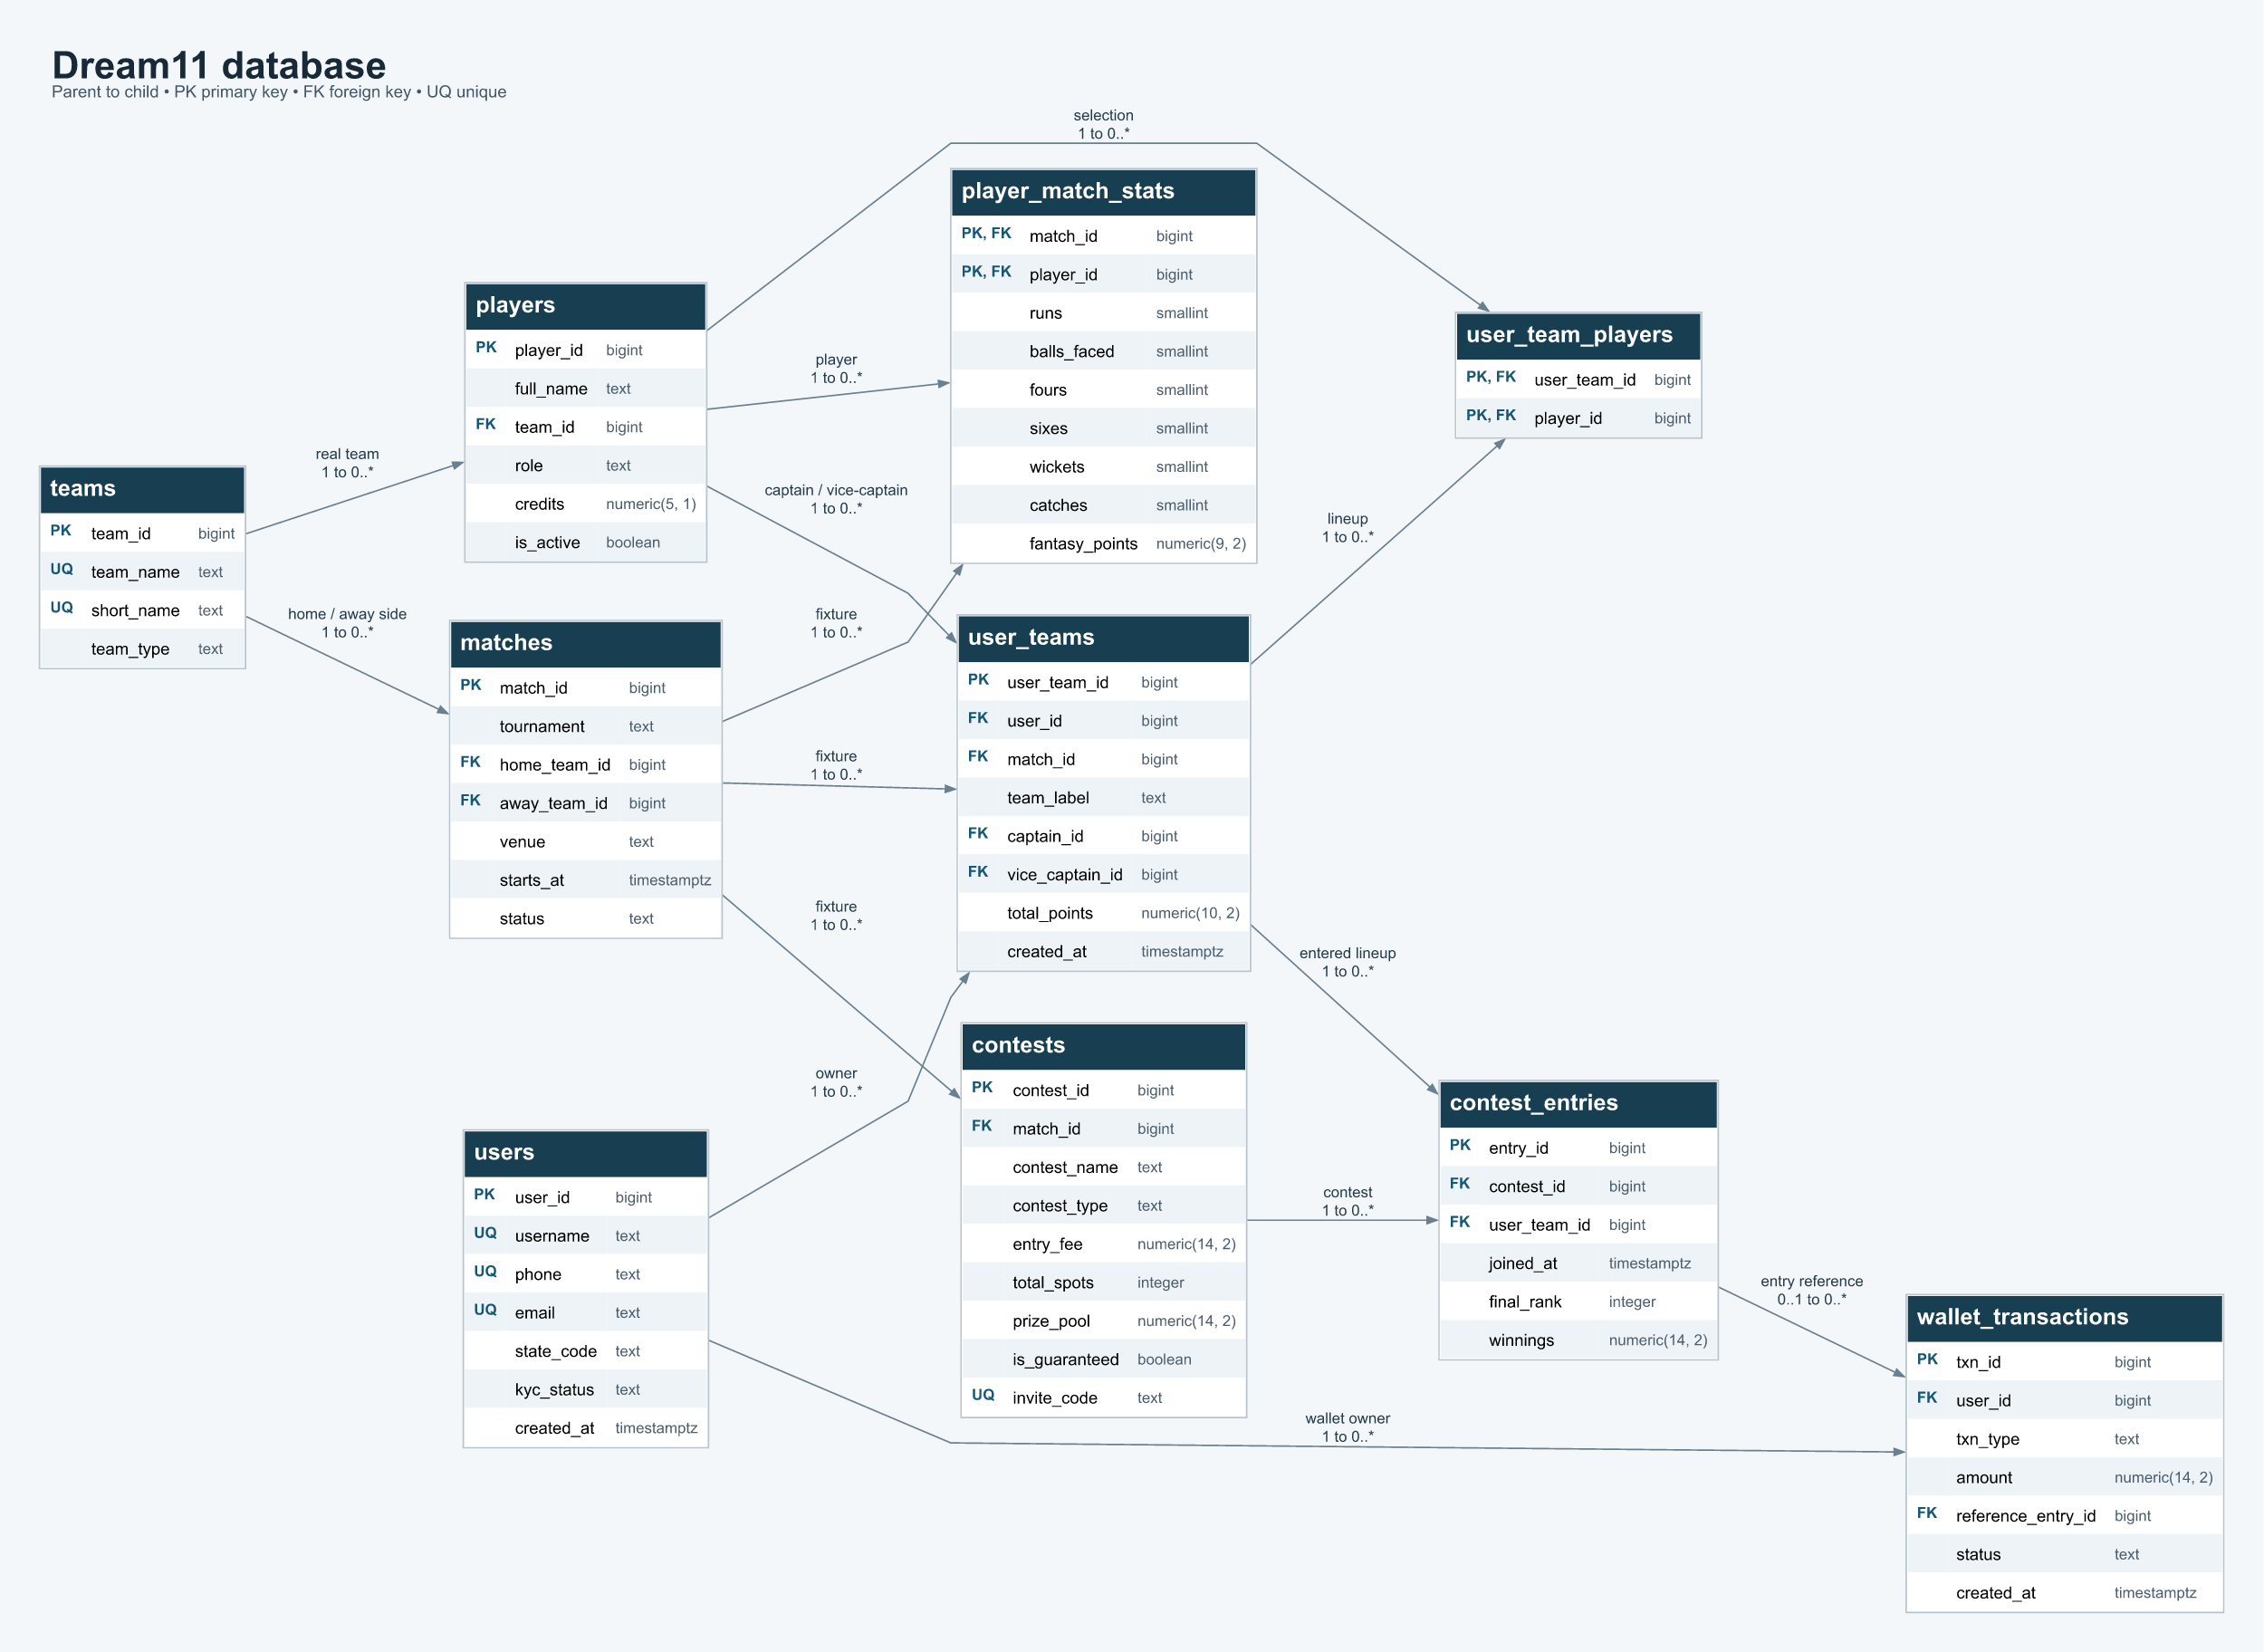 Dream11 database
Parent to child • PK primary key • FK foreign key • UQ unique
teams
PK team_id bigint
UQ team_name text
UQ short_name text
team_type text
real team
1 to 0..*
home / away side
1 to 0..*
players
PK player_id bigint
full_name text
FK team_id bigint
role text
credits numeric(5, 1)
is_active boolean
matches
PK match_id bigint
tournament text
FK home_team_id bigint
FK away_team_id bigint
venue text
starts_at timestamptz
status text
users
PK user_id bigint
UQ username text
UQ phone text
UQ email text
state_code text
kyc_status text
created_at timestamptz
selection
1 to 0..*
player
1 to 0..*
captain / vice-captain
1 to 0..*
fixture
1 to 0..*
fixture
1 to 0..*
fixture
1 to 0..*
owner
1 to 0..*
player_match_stats
PK, FK match_id bigint
PK, FK player_id bigint
runs smallint
balls_faced smallint
fours smallint
sixes smallint
wickets smallint
catches smallint
fantasy_points numeric(9, 2)
user_teams
PK user_team_id bigint
FK user_id bigint
FK match_id bigint
team_label text
FK captain_id bigint
FK vice_captain_id bigint
total_points numeric(10, 2)
created_at timestamptz
contests
PK contest_id bigint
FK match_id bigint
contest_name text
contest_type text
entry_fee numeric(14, 2)
total_spots integer
prize_pool numeric(14, 2)
is_guaranteed boolean
UQ invite_code text
lineup
1 to 0..*
entered lineup
1 to 0..*
contest
1 to 0..*
wallet owner
1 to 0..*
user_team_players
PK, FK user_team_id bigint
PK, FK player_id bigint
contest_entries
PK entry_id bigint
FK contest_id bigint
FK user_team_id bigint
joined_at timestamptz
final_rank integer
winnings numeric(14, 2)
entry reference
0..1 to 0..*
wallet_transactions
PK txn_id bigint
FK user_id bigint
txn_type text
amount numeric(14, 2)
FK reference_entry_id bigint
status text
created_at timestamptz